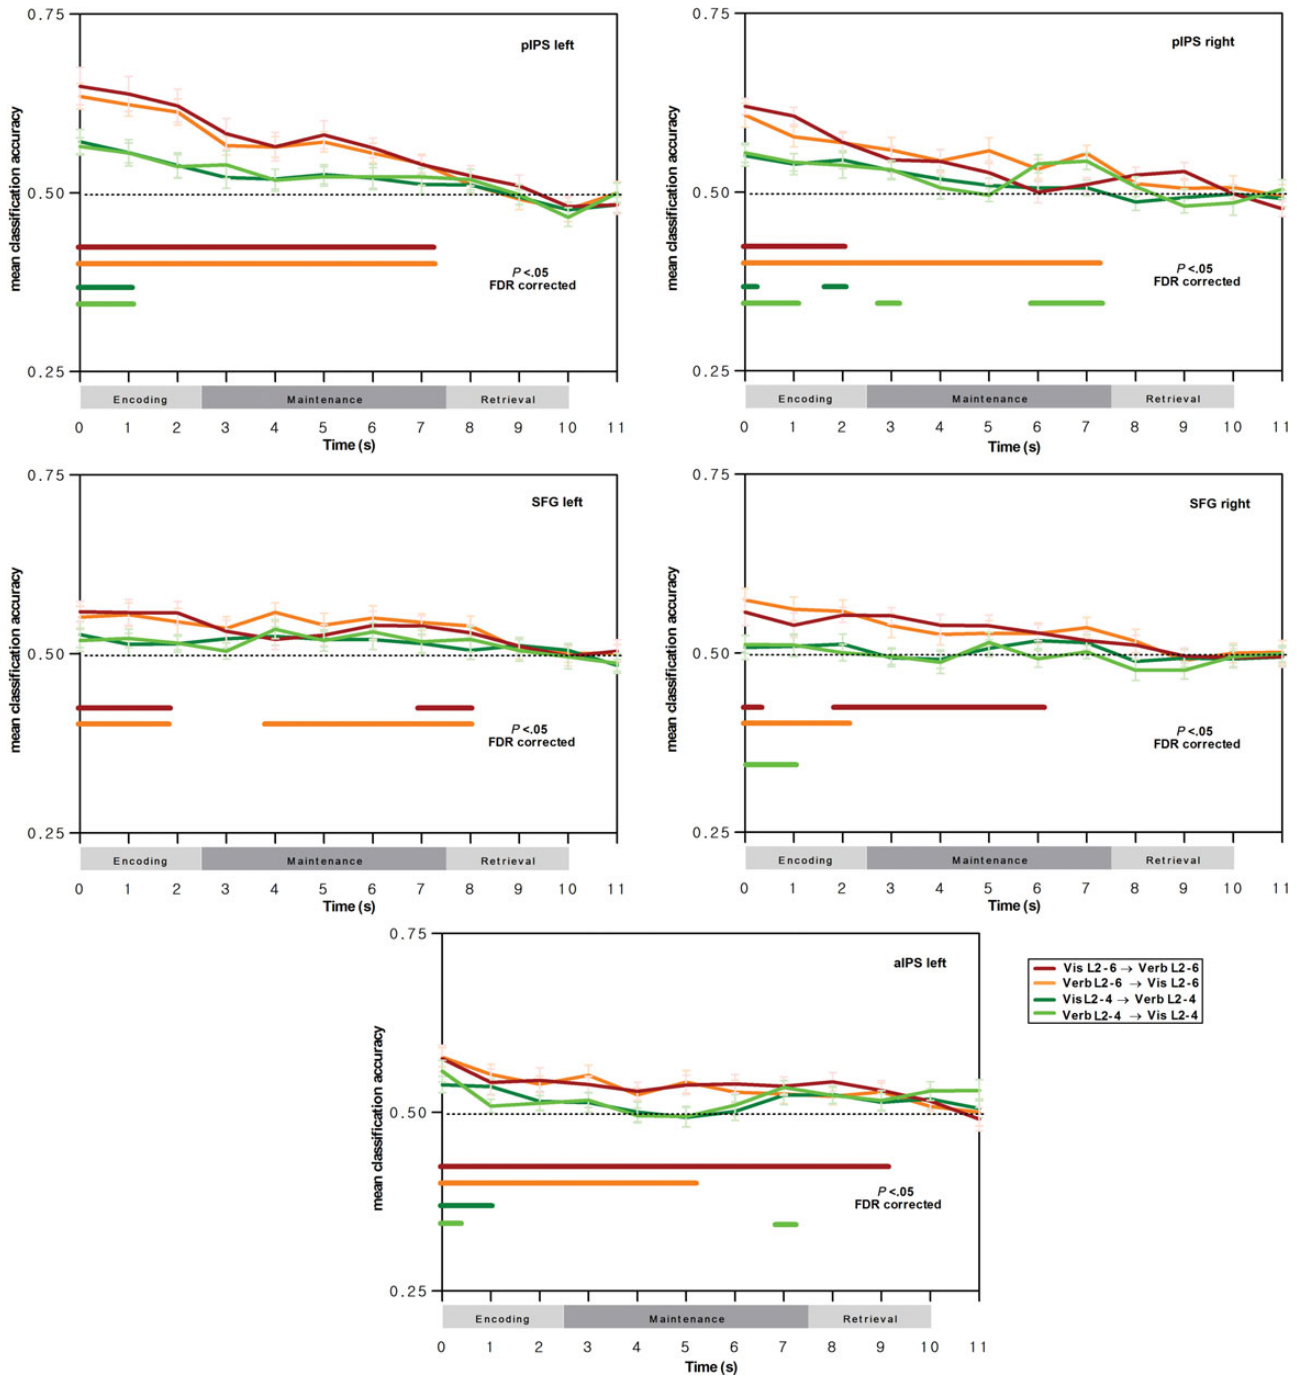 0.75
pIPS left
mean classification accuracy
0.50
P <.05
FDR corrected
0.25
Encoding Maintenance Retrieval
0 1 2 3 4 5 6 7 8 9 10 11
Time (s)
0.75
pIPS right
mean classification accuracy
0.50
P <.05
FDR corrected
0.25
Encoding Maintenance Retrieval
0 1 2 3 4 5 6 7 8 9 10 11
Time (s)
0.75
SFG left
mean classification accuracy
0.50
P <.05
FDR corrected
0.25
Encoding Maintenance Retrieval
0 1 2 3 4 5 6 7 8 9 10 11
Time (s)
0.75
SFG right
mean classification accuracy
0.50
P <.05
FDR corrected
0.25
Encoding Maintenance Retrieval
0 1 2 3 4 5 6 7 8 9 10 11
Time (s)
0.75
aIPS left
mean classification accuracy
0.50
P <.05
FDR corrected
0.25
Encoding Maintenance Retrieval
0 1 2 3 4 5 6 7 8 9 10 11
Time (s)
Vis L2-6 → Verb L2-6
Verb L2-6 → Vis L2-6
Vis L2-4 → Verb L2-4
Verb L2-4 → Vis L2-4